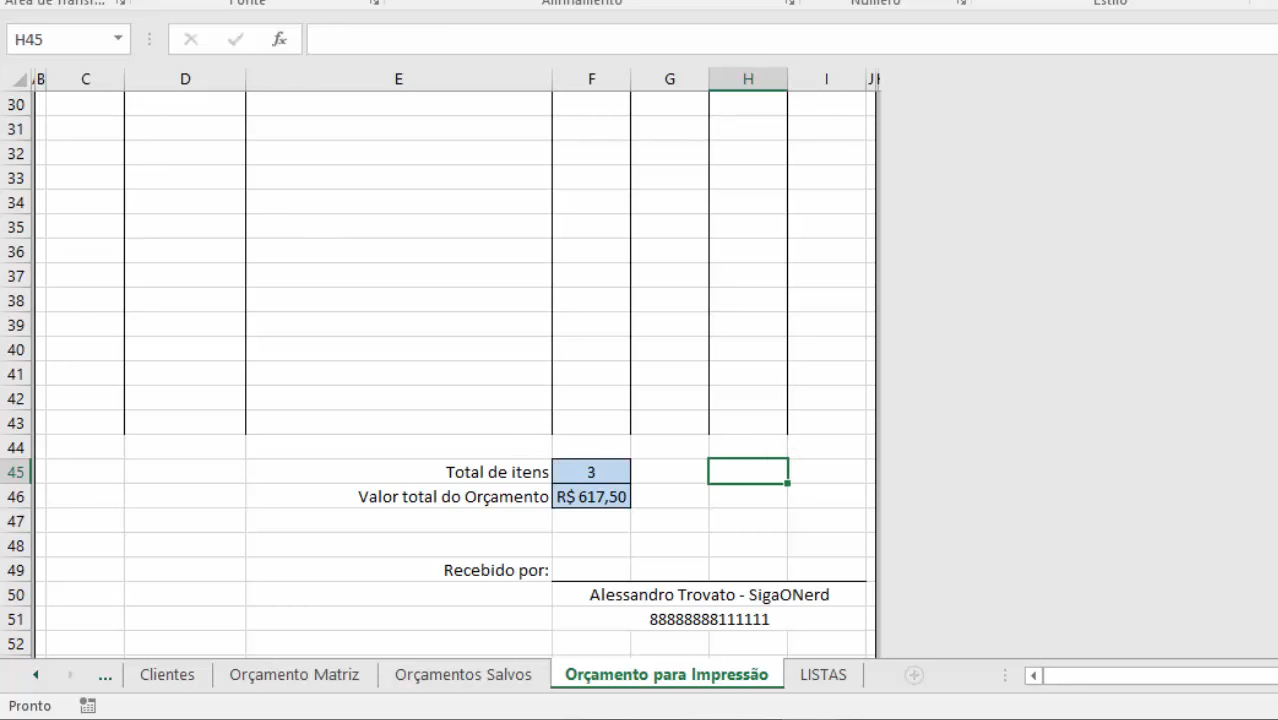 Área de Transf... Fonte Alinhamento Número Estilo
H45 fx
A B C D E F G H I J K
30
31
32
33
34
35
36
37
38
39
40
41
42
43
44
45 Total de itens 3
46 Valor total do Orçamento R$ 617,50
47
48
49 Recebido por:
50 Alessandro Trovato - SigaONerd
51 88888888111111
52
... Clientes Orçamento Matriz Orçamentos Salvos Orçamento para Impressão LISTAS
Pronto